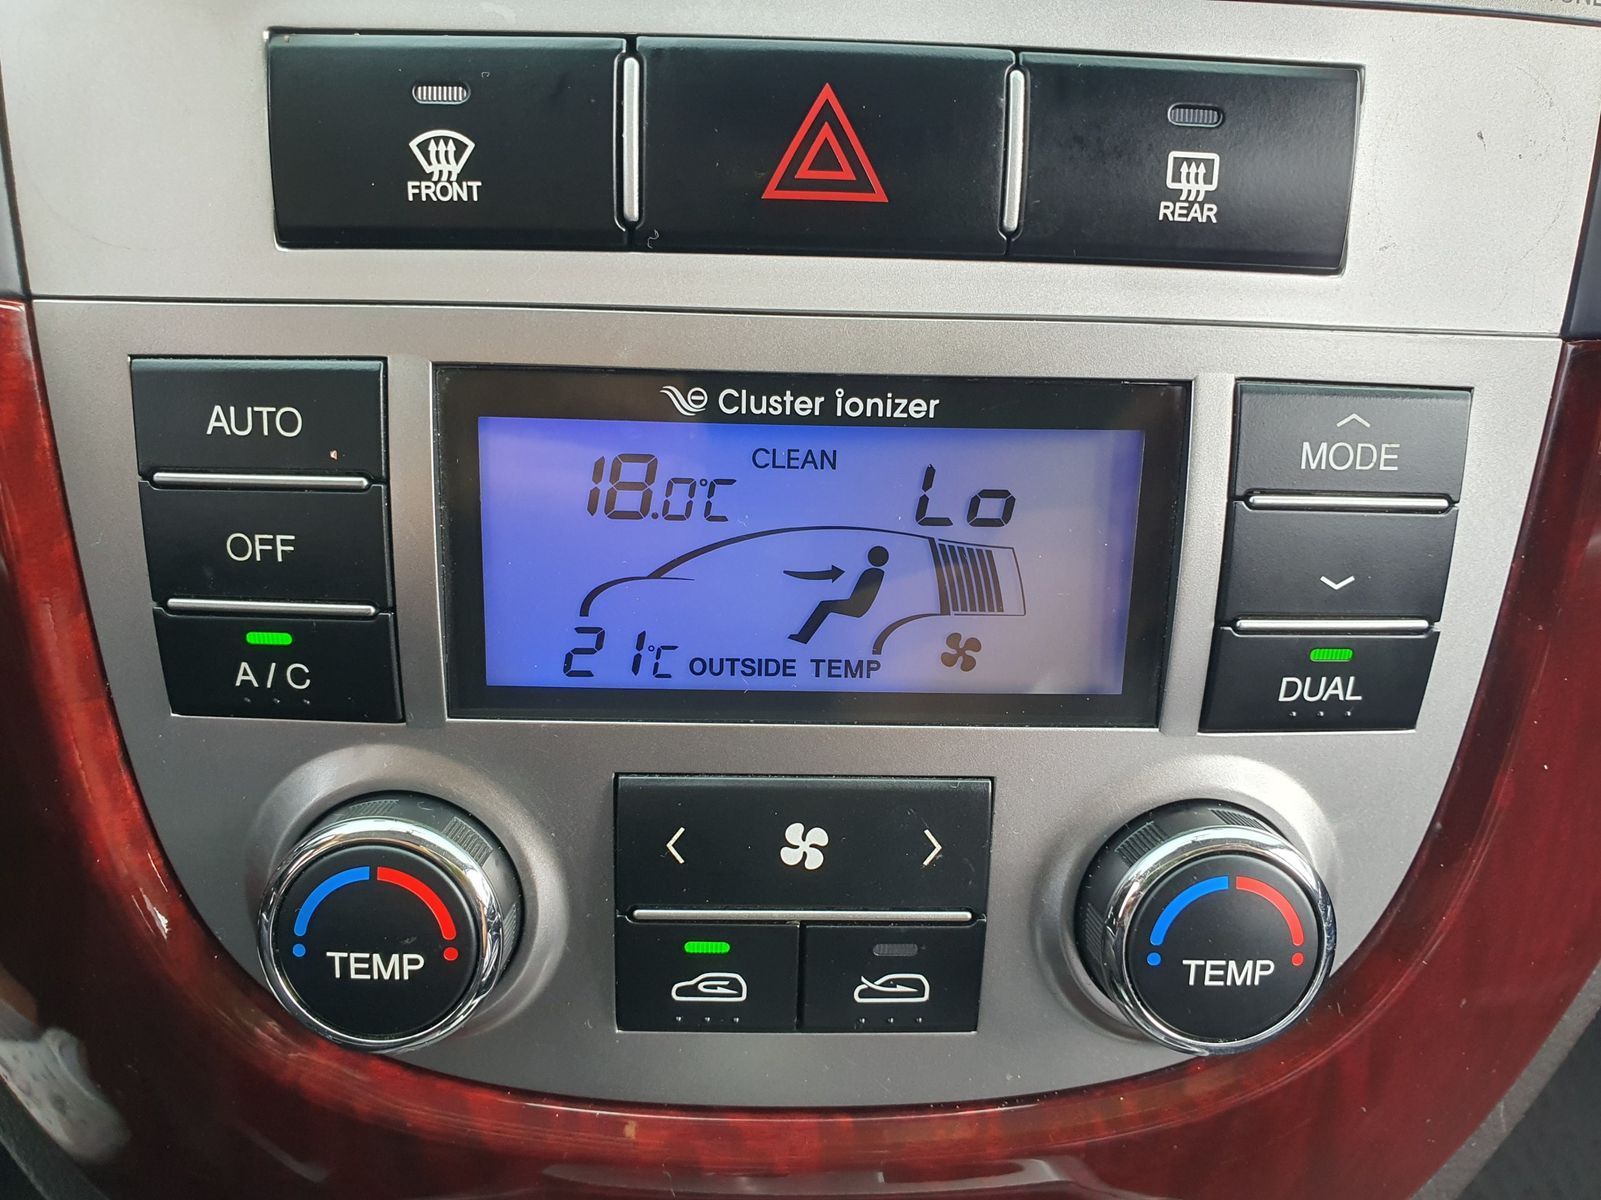 FRONT
REAR
Cluster ionizer
AUTO
OFF
A/C
CLEAN
18.0°C
Lo
21°C OUTSIDE TEMP
MODE
DUAL
TEMP
TEMP